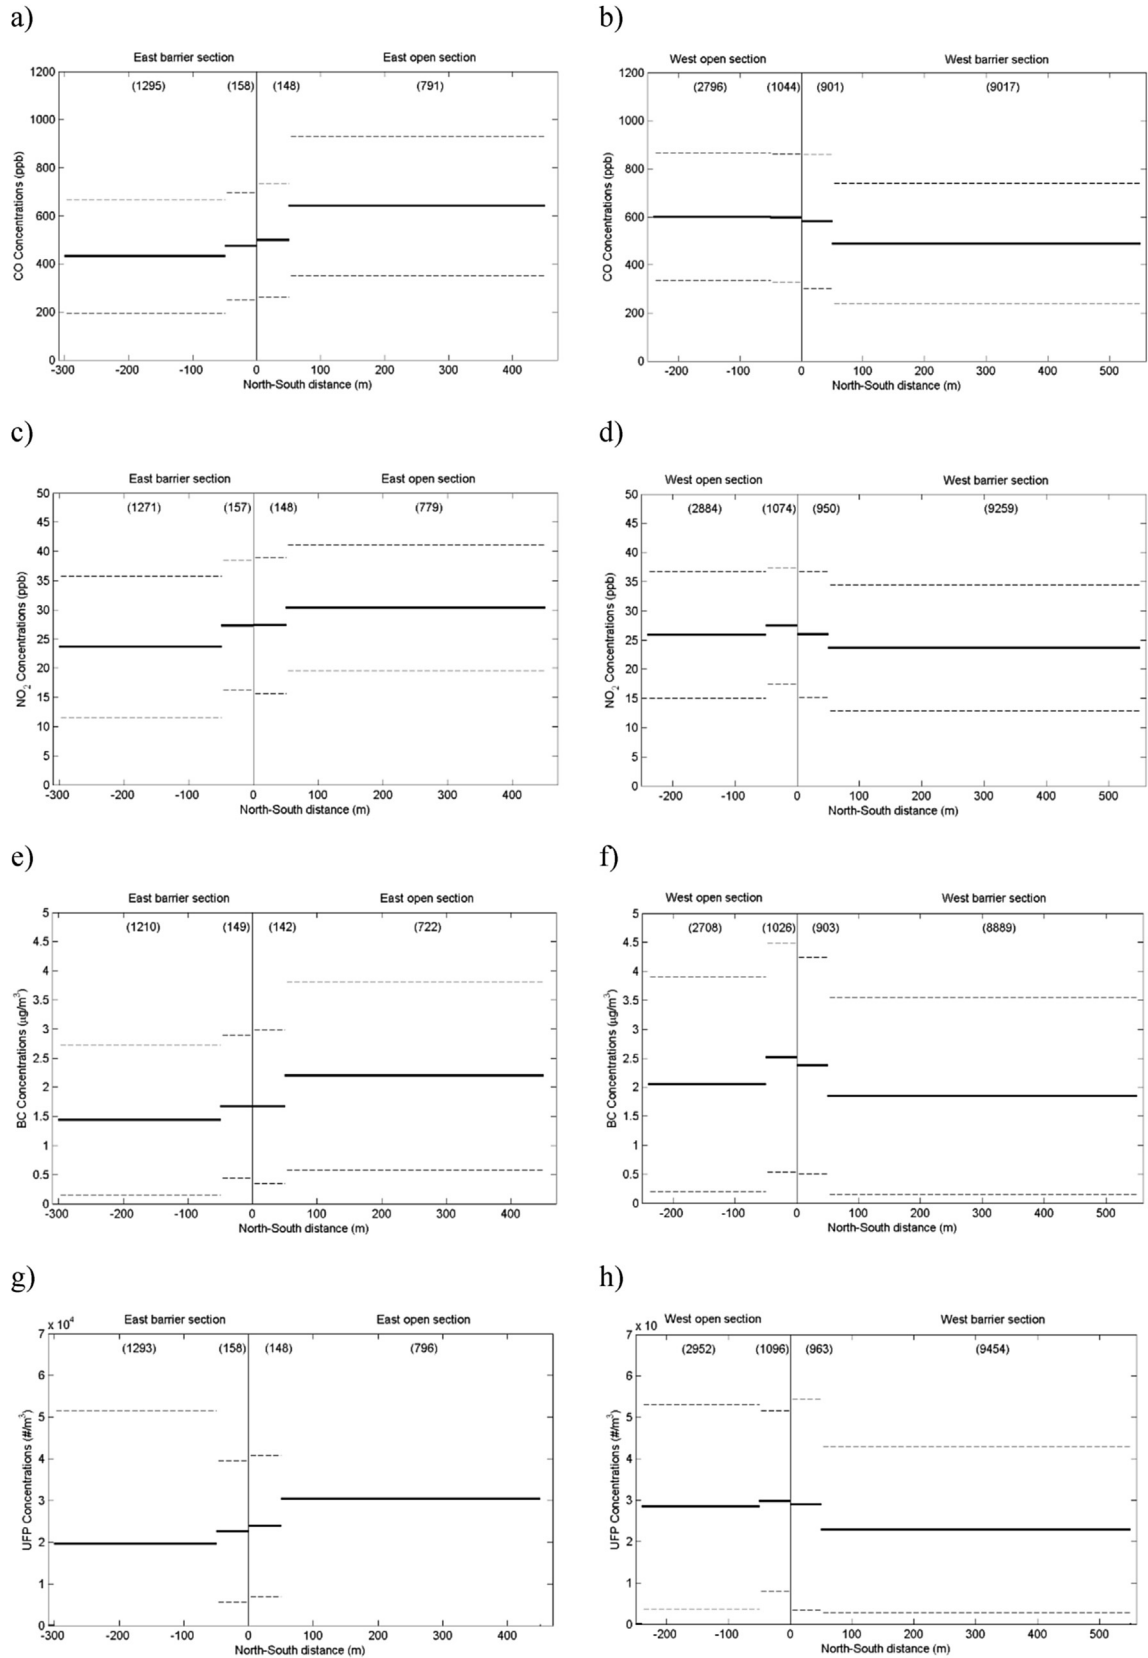 a)
East barrier section East open section
(1295) (158) (148) (791)
1200
1000
800
600
400
200
0
CO Concentrations (ppb)
-300 -200 -100 0 100 200 300 400
North-South distance (m)
b)
West open section West barrier section
(2796) (1044) (901) (9017)
1200
1000
800
600
400
200
0
CO Concentrations (ppb)
-200 -100 0 100 200 300 400 500
North-South distance (m)
c)
East barrier section East open section
(1271) (157) (148) (779)
50
45
40
35
30
25
20
15
10
5
0
NO2 Concentrations (ppb)
-300 -200 -100 0 100 200 300 400
North-South distance (m)
d)
West open section West barrier section
(2884) (1074) (950) (9259)
50
45
40
35
30
25
20
15
10
5
0
NO2 Concentrations (ppb)
-200 -100 0 100 200 300 400 500
North-South distance (m)
e)
East barrier section East open section
(1210) (149) (142) (722)
5
4.5
4
3.5
3
2.5
2
1.5
1
0.5
0
BC Concentrations (µg/m3)
-300 -200 -100 0 100 200 300 400
North-South distance (m)
f)
West open section West barrier section
(2708) (1026) (903) (8889)
5
4.5
4
3.5
3
2.5
2
1.5
1
0.5
0
BC Concentrations (µg/m3)
-200 -100 0 100 200 300 400 500
North-South distance (m)
g)
East barrier section East open section
7 x 10^4
(1293) (158) (148) (796)
6
5
4
3
2
1
0
UFP Concentrations (#/m3)
-300 -200 -100 0 100 200 300 400
North-South distance (m)
h)
West open section West barrier section
7 x 10
(2952) (1096) (963) (9454)
6
5
4
3
2
1
0
UFP Concentrations (#/m3)
-200 -100 0 100 200 300 400 500
North-South distance (m)